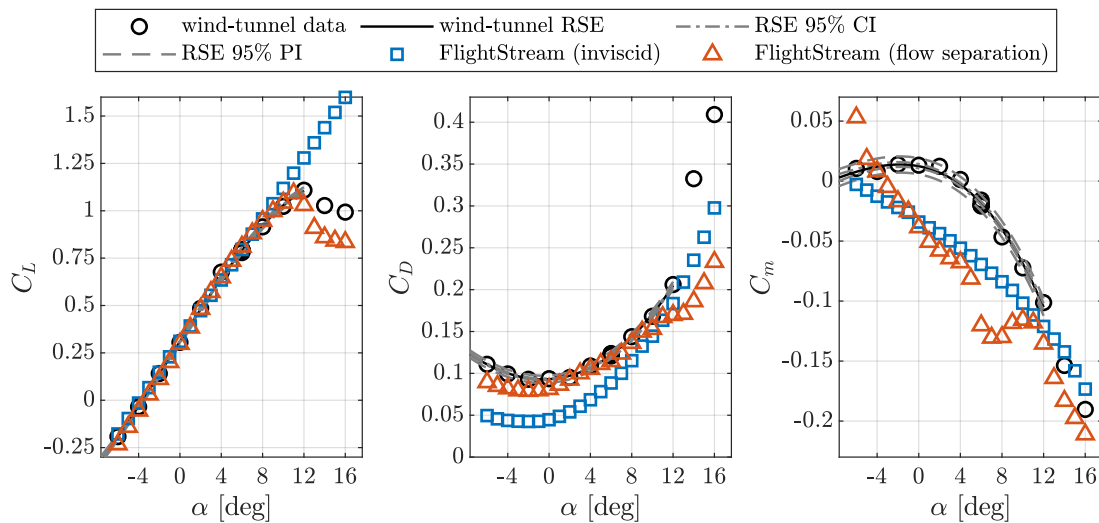 wind-tunnel data wind-tunnel RSE RSE 95% CI
RSE 95% PI FlightStream (inviscid) FlightStream (flow separation)
1.5
1.25
1
0.75
0.5
0.25
0
-0.25
C_L
-4 0 4 8 12 16
α [deg]
0.4
0.35
0.3
0.25
0.2
0.15
0.1
0.05
0
C_D
-4 0 4 8 12 16
α [deg]
0.05
0
-0.05
-0.1
-0.15
-0.2
C_m
-4 0 4 8 12 16
α [deg]